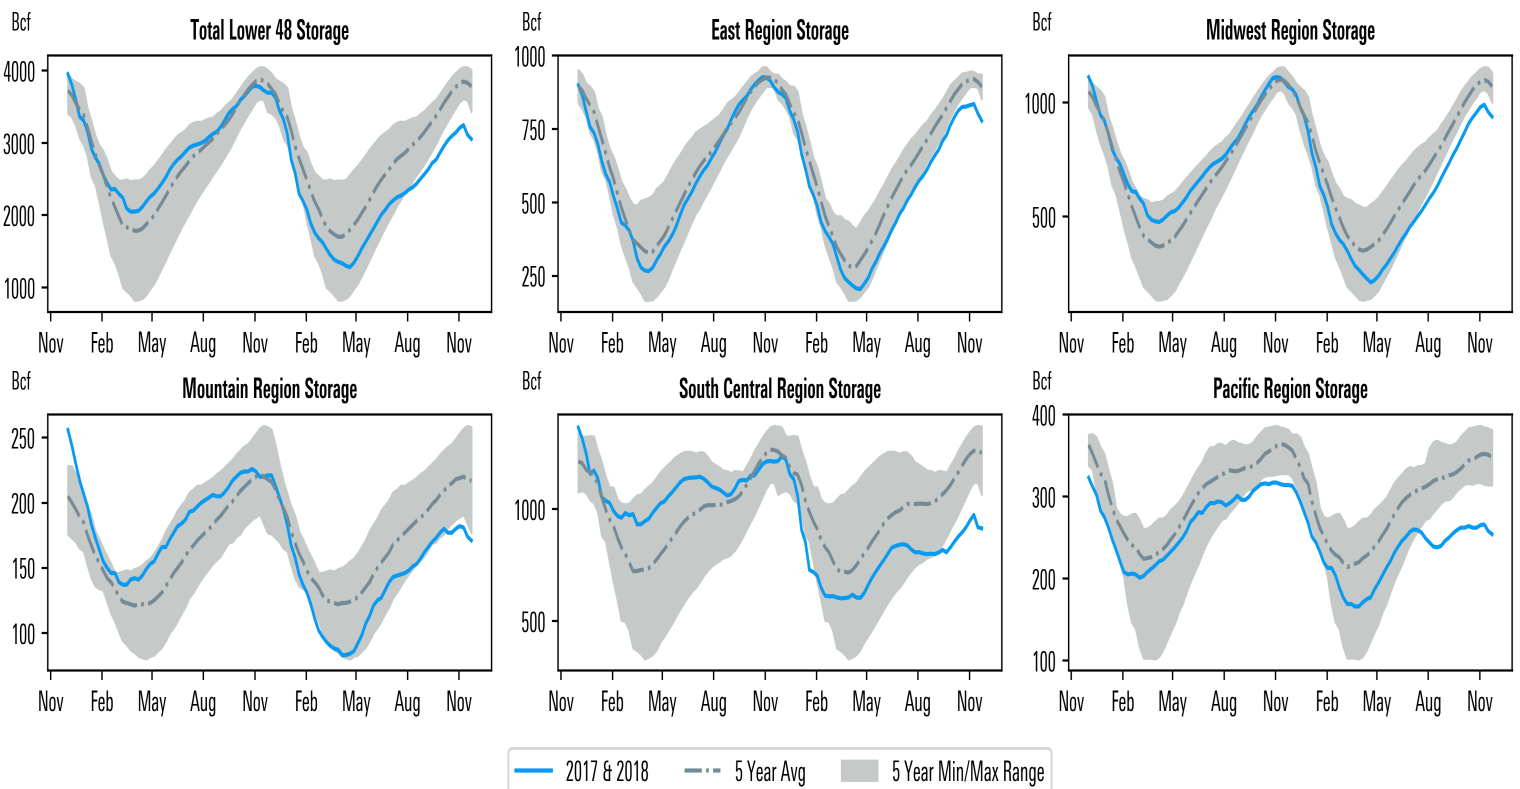 Bcf Total Lower 48 Storage
4000
3000
2000
1000
Nov Feb May Aug Nov Feb May Aug Nov
Bcf East Region Storage
1000
750
500
250
Nov Feb May Aug Nov Feb May Aug Nov
Bcf Midwest Region Storage
1000
500
Nov Feb May Aug Nov Feb May Aug Nov
Bcf Mountain Region Storage
250
200
150
100
Nov Feb May Aug Nov Feb May Aug Nov
Bcf South Central Region Storage
1000
500
Nov Feb May Aug Nov Feb May Aug Nov
Bcf Pacific Region Storage
400
300
200
100
Nov Feb May Aug Nov Feb May Aug Nov
2017 & 2018 5 Year Avg 5 Year Min/Max Range